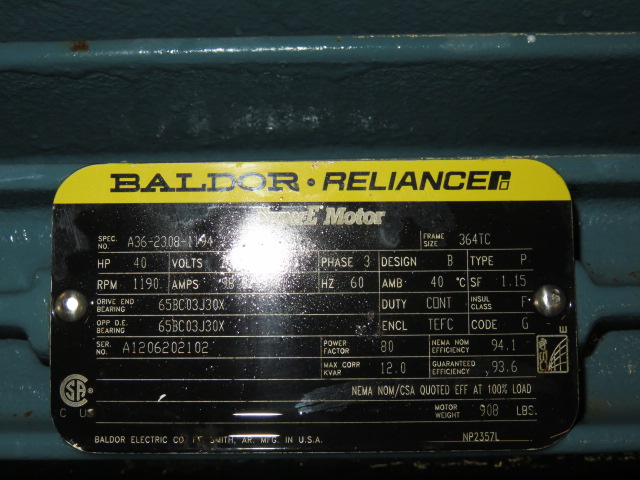 BALDOR · RELIANCE
Super-E Motor
SPEC. NO. A36-2308-1194 FRAME SIZE 364TC
HP 40 VOLTS PHASE 3 DESIGN B TYPE P
RPM 1190 AMPS HZ 60 AMB 40 °C SF 1.15
DRIVE END BEARING 65BC03J30X DUTY CONT INSUL CLASS F
OPP D.E. BEARING 65BC03J30X ENCL TEFC CODE G
SER. NO. A1206202102 POWER FACTOR 80 NEMA NOM EFFICIENCY 94.1
MAX CORR KVAR 12.0 GUARANTEED EFFICIENCY 93.6
NEMA NOM/CSA QUOTED EFF AT 100% LOAD
MOTOR WEIGHT 908 LBS.
C US
BALDOR ELECTRIC CO. FT. SMITH, AR. MFG. IN U.S.A. NP2357L